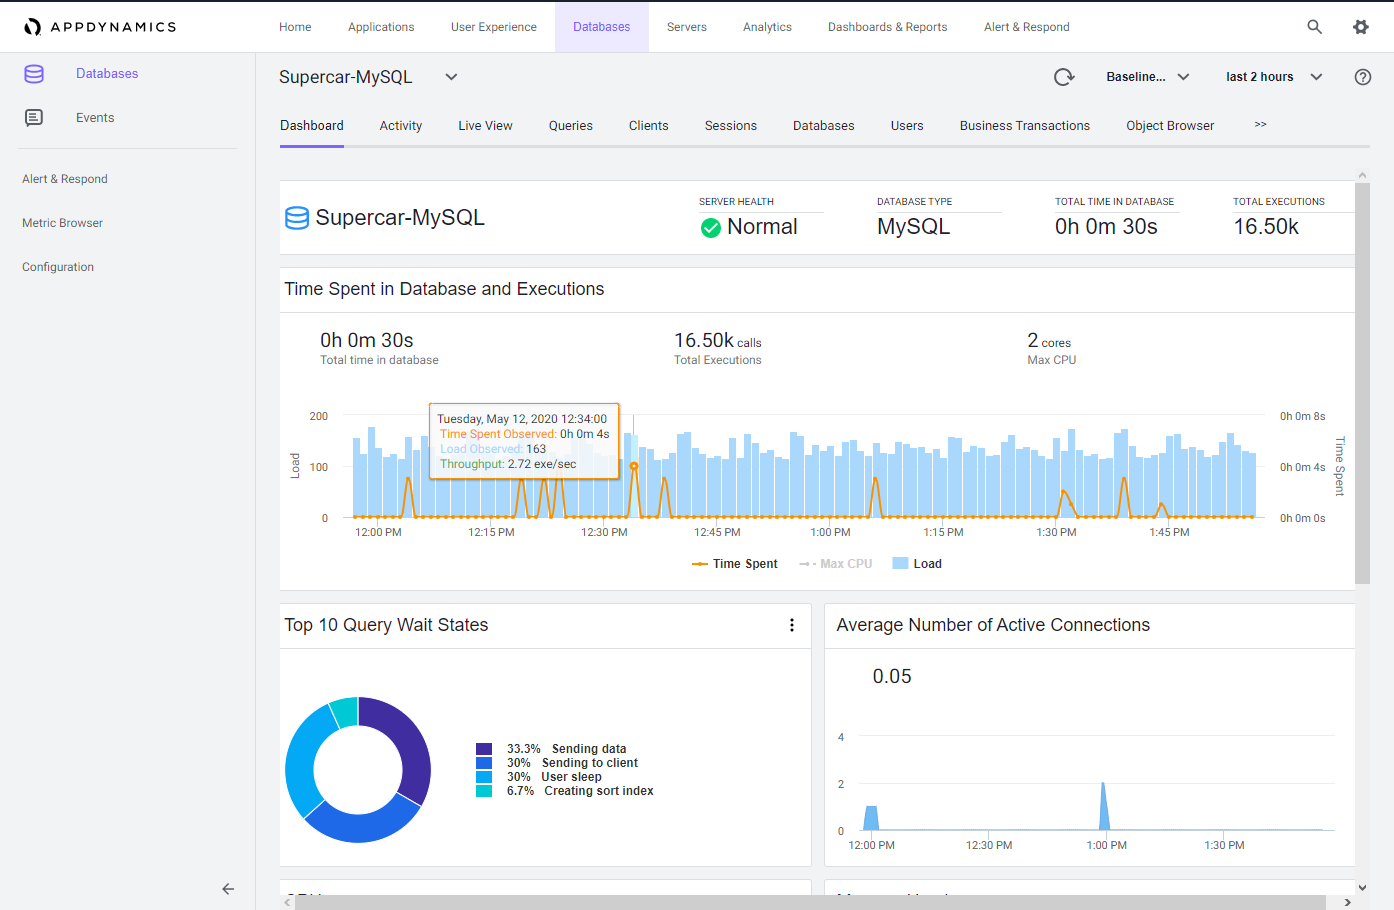 APPDYNAMICS Home Applications User Experience Databases Servers Analytics Dashboards & Reports Alert & Respond
Databases
Events
Alert & Respond
Metric Browser
Configuration
Supercar-MySQL Baseline... last 2 hours
Dashboard Activity Live View Queries Clients Sessions Databases Users Business Transactions Object Browser >>
Supercar-MySQL
SERVER HEALTH DATABASE TYPE TOTAL TIME IN DATABASE TOTAL EXECUTIONS
Normal MySQL 0h 0m 30s 16.50k
Time Spent in Database and Executions
0h 0m 30s 16.50k calls 2 cores
Total time in database Total Executions Max CPU
Tuesday, May 12, 2020 12:34:00
Time Spent Observed: 0h 0m 4s
Load Observed: 163
Throughput: 2.72 exe/sec
200
100
0
Load
0h 0m 8s
0h 0m 4s
0h 0m 0s
Time Spent
12:00 PM 12:15 PM 12:30 PM 12:45 PM 1:00 PM 1:15 PM 1:30 PM 1:45 PM
Time Spent Max CPU Load
Top 10 Query Wait States
33.3% Sending data
30% Sending to client
30% User sleep
6.7% Creating sort index
Average Number of Active Connections
0.05
4
2
0
12:00 PM 12:30 PM 1:00 PM 1:30 PM